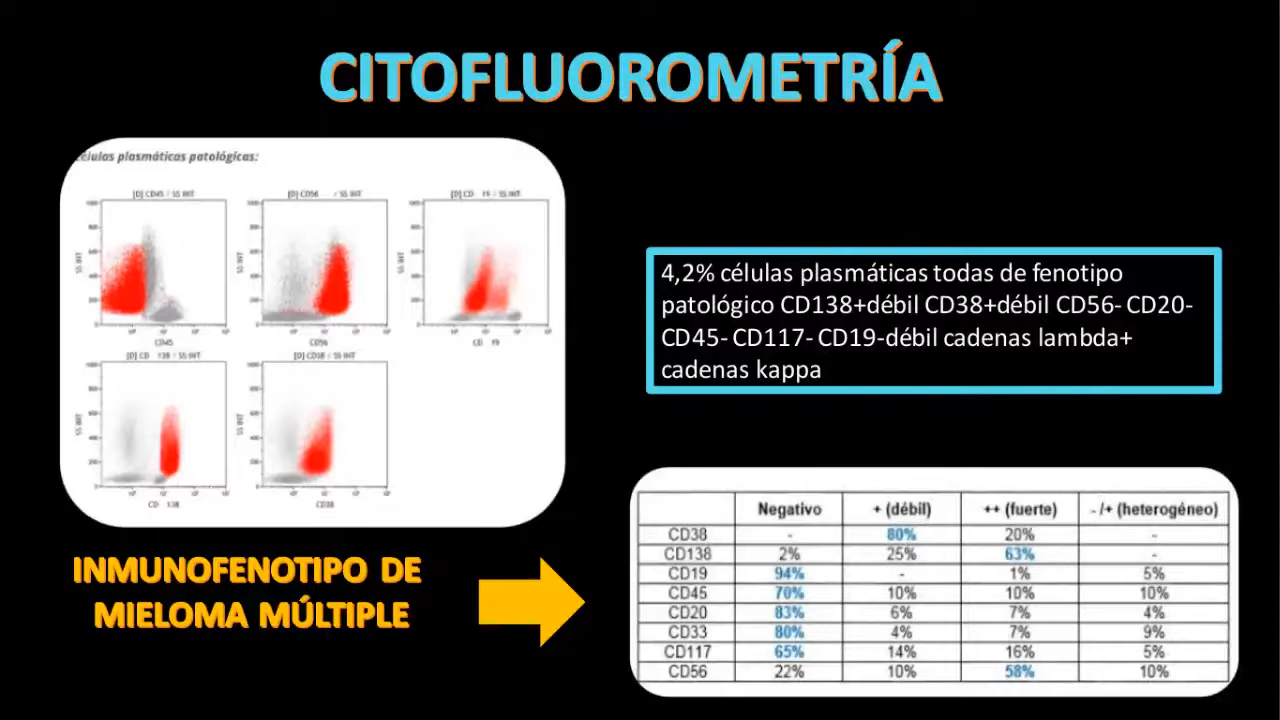 CITOFLUOROMETRÍA
células plasmáticas patológicas:
[D] CD45 / SS INT
[D] CD56 / SS INT
[D] CD 19 / SS INT
SS INT
SS INT
SS INT
CD45
CD56
CD 19
[D] CD 138 / SS INT
[D] CD38 / SS INT
SS INT
SS INT
CD 138
CD38
4,2% células plasmáticas todas de fenotipo
patológico CD138+débil CD38+débil CD56- CD20-
CD45- CD117- CD19-débil cadenas lambda+
cadenas kappa
INMUNOFENOTIPO DE
MIELOMA MÚLTIPLE
Negativo + (débil) ++ (fuerte) - /+ (heterogéneo)
CD38 - 80% 20% -
CD138 2% 25% 63% -
CD19 94% - 1% 5%
CD45 70% 10% 10% 10%
CD20 83% 6% 7% 4%
CD33 80% 4% 7% 9%
CD117 65% 14% 16% 5%
CD56 22% 10% 58% 10%